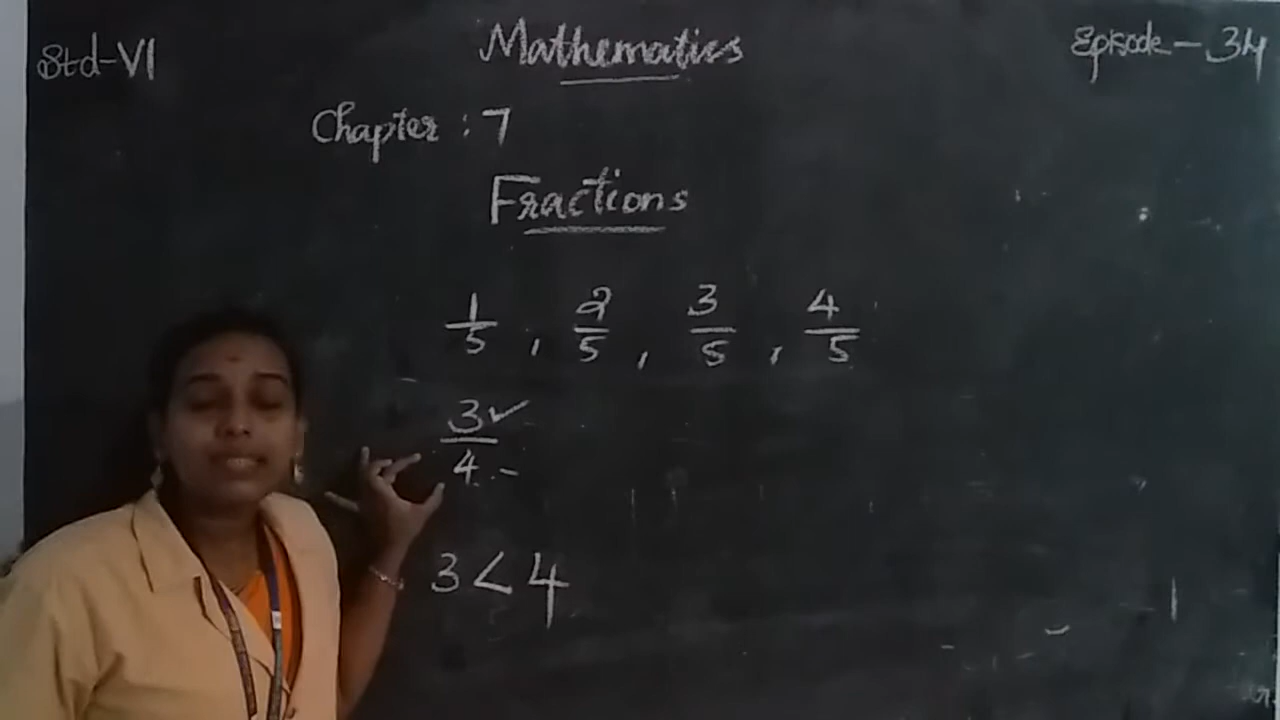 Std-VI Mathematics Episode - 34
Chapter : 7
Fractions
1/5 , 2/5 , 3/5 , 4/5
3/4
3 < 4